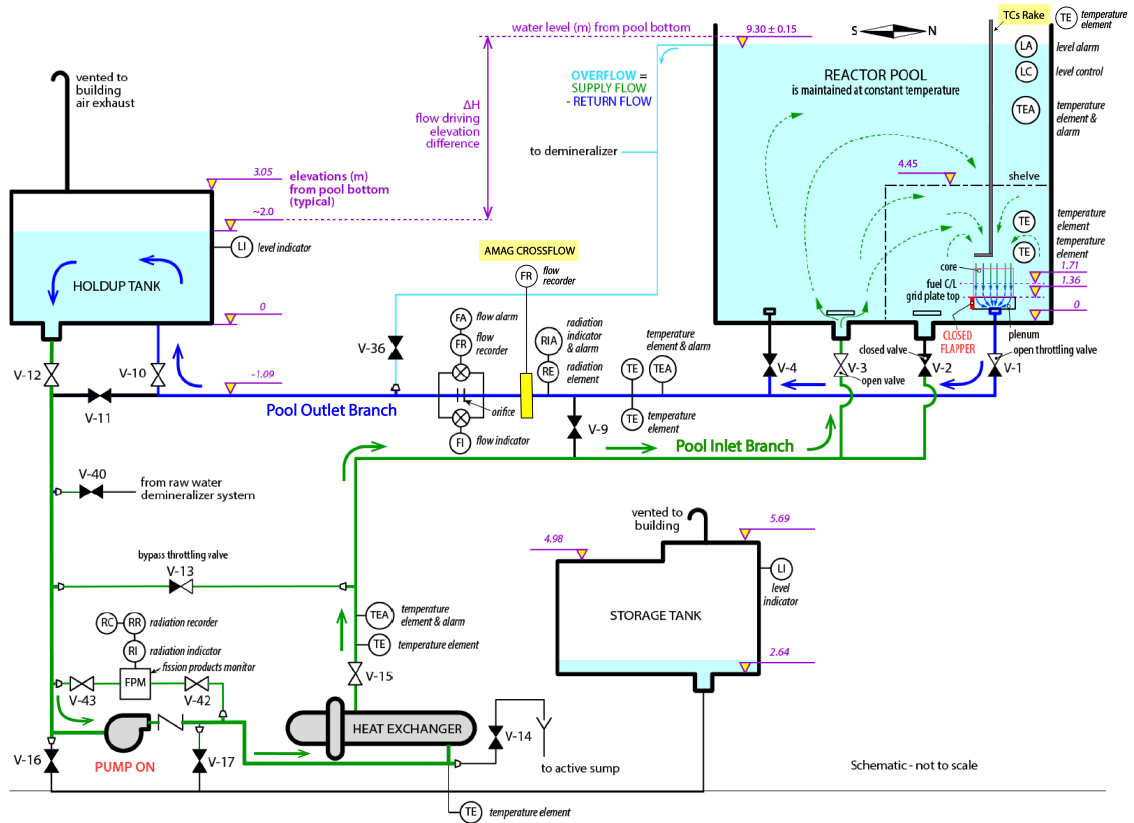 water level (m) from pool bottom
9.30 ± 0.15
TCs Rake
TE
temperature
element
S
N
LA
level alarm
LC
level control
TEA
temperature
element &
alarm
REACTOR POOL
is maintained at constant temperature
OVERFLOW =
SUPPLY FLOW
- RETURN FLOW
vented to
building
air exhaust
ΔH
flow driving
elevation
difference
to demineralizer
4.45
shelve
3.05
elevations (m)
from pool bottom
(typical)
~2.0
LI
level indicator
HOLDUP TANK
0
AMAG CROSSFLOW
FR
flow
recorder
TE
temperature
element
TE
temperature
element
core
1.71
fuel C/L
1.36
grid plate top
0
CLOSED
FLAPPER
plenum
V-36
FA
flow alarm
FR
flow
recorder
RIA
radiation
indicator
& alarm
RE
radiation
element
temperature
element & alarm
TE
TEA
TE
temperature
element
orifice
FI
flow indicator
V-4
V-3
open valve
closed valve
V-2
open throttling valve
V-1
V-12
V-10
-1.09
V-11
Pool Outlet Branch
V-9
Pool Inlet Branch
V-40
from raw water
demineralizer system
bypass throttling valve
V-13
vented to
building
5.69
4.98
LI
level
indicator
STORAGE TANK
2.64
RC
RR
radiation recorder
RI
radiation indicator
fission products monitor
FPM
V-43
V-42
TEA
temperature
element & alarm
TE
temperature element
V-15
HEAT EXCHANGER
V-14
to active sump
V-16
PUMP ON
V-17
TE
temperature element
Schematic - not to scale